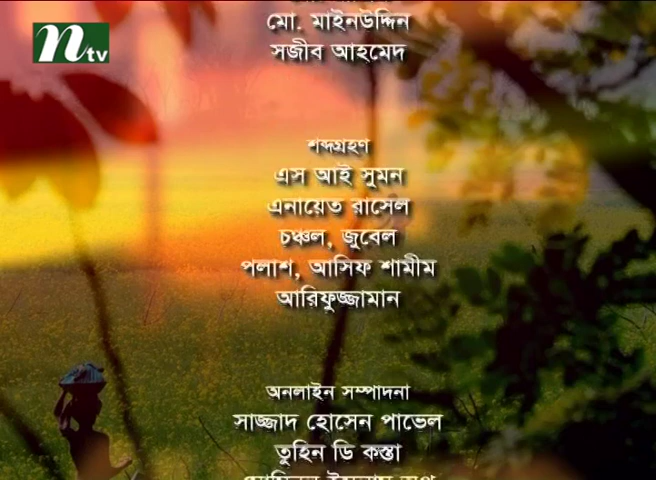 ntv
মো. মাইনউদ্দিন
সজীব আহমেদ
শব্দগ্রহণ
এস আই সুমন
এনায়েত রাসেল
চঞ্চল, জুবেল
পলাশ, আসিফ শামীম
আরিফুজ্জামান
অনলাইন সম্পাদনা
সাজ্জাদ হোসেন পাভেল
তুহিন ডি কস্তা